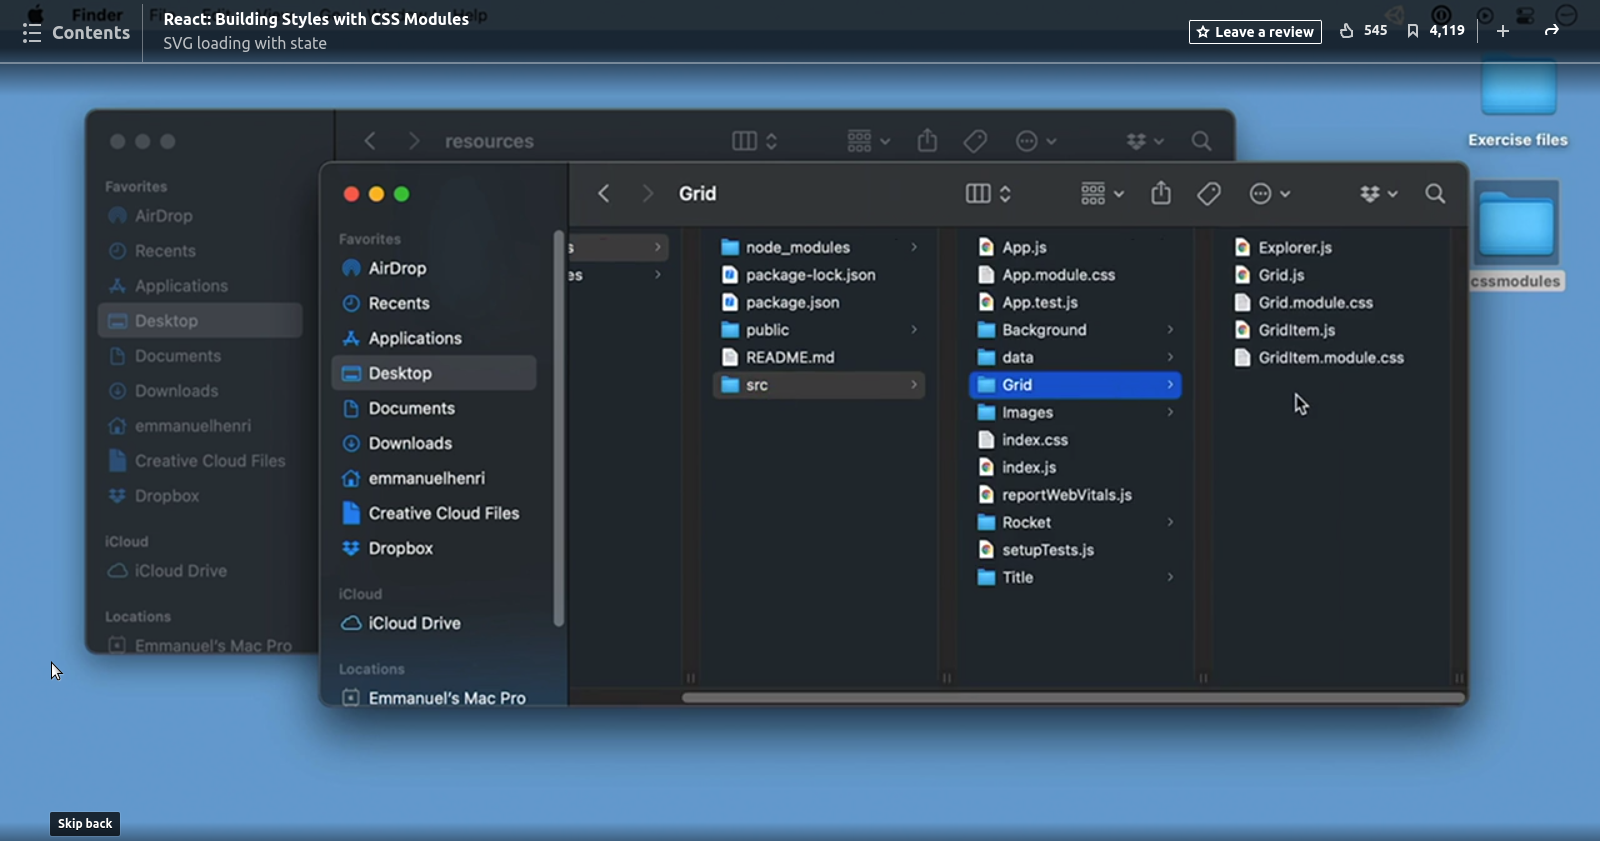 Finder
Help
Contents
React: Building Styles with CSS Modules
SVG loading with state
Leave a review
545
4,119
Exercise files
cssmodules
resources
Favorites
AirDrop
Recents
Applications
Desktop
Documents
Downloads
emmanuelhenri
Creative Cloud Files
Dropbox
iCloud
iCloud Drive
Locations
Emmanuel's Mac Pro
Grid
Favorites
AirDrop
Recents
Applications
Desktop
Documents
Downloads
emmanuelhenri
Creative Cloud Files
Dropbox
iCloud
iCloud Drive
Locations
Emmanuel's Mac Pro
s
es
node_modules
package-lock.json
package.json
public
README.md
src
App.js
App.module.css
App.test.js
Background
data
Grid
Images
index.css
index.js
reportWebVitals.js
Rocket
setupTests.js
Title
Explorer.js
Grid.js
Grid.module.css
GridItem.js
GridItem.module.css
Skip back